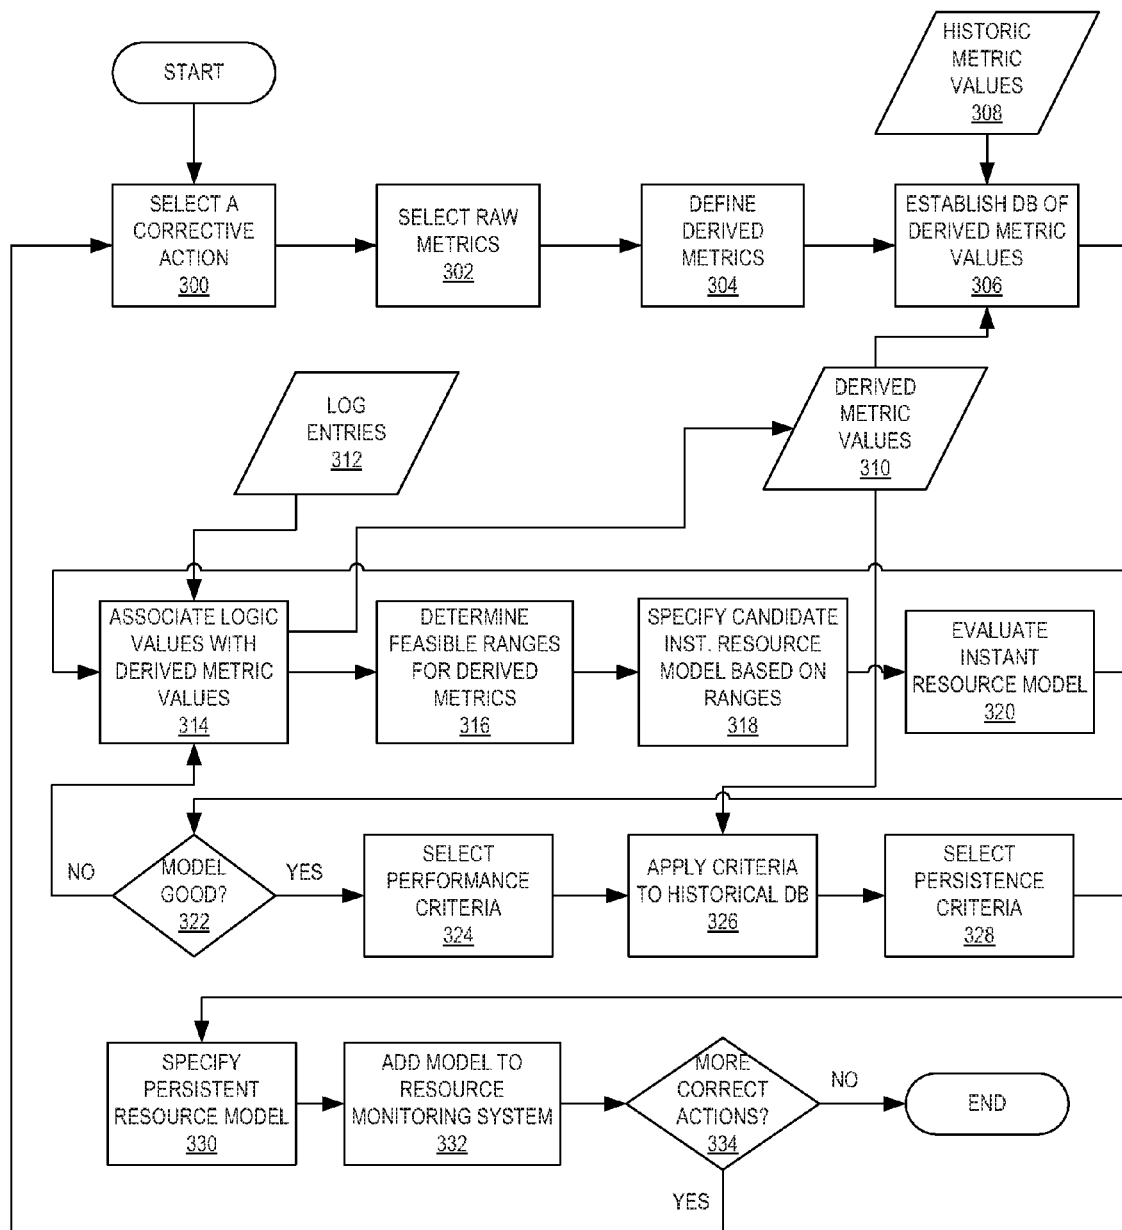 START
HISTORIC
METRIC
VALUES
308
SELECT A
CORRECTIVE
ACTION
300
SELECT RAW
METRICS
302
DEFINE
DERIVED
METRICS
304
ESTABLISH DB OF
DERIVED METRIC
VALUES
306
LOG
ENTRIES
312
DERIVED
METRIC
VALUES
310
ASSOCIATE LOGIC
VALUES WITH
DERIVED METRIC
VALUES
314
DETERMINE
FEASIBLE RANGES
FOR DERIVED
METRICS
316
SPECIFY CANDIDATE
INST. RESOURCE
MODEL BASED ON
RANGES
318
EVALUATE
INSTANT
RESOURCE MODEL
320
NO
MODEL
GOOD?
322
YES
SELECT
PERFORMANCE
CRITERIA
324
APPLY CRITERIA
TO HISTORICAL DB
326
SELECT
PERSISTENCE
CRITERIA
328
SPECIFY
PERSISTENT
RESOURCE MODEL
330
ADD MODEL TO
RESOURCE
MONITORING SYSTEM
332
MORE
CORRECT
ACTIONS?
334
NO
END
YES